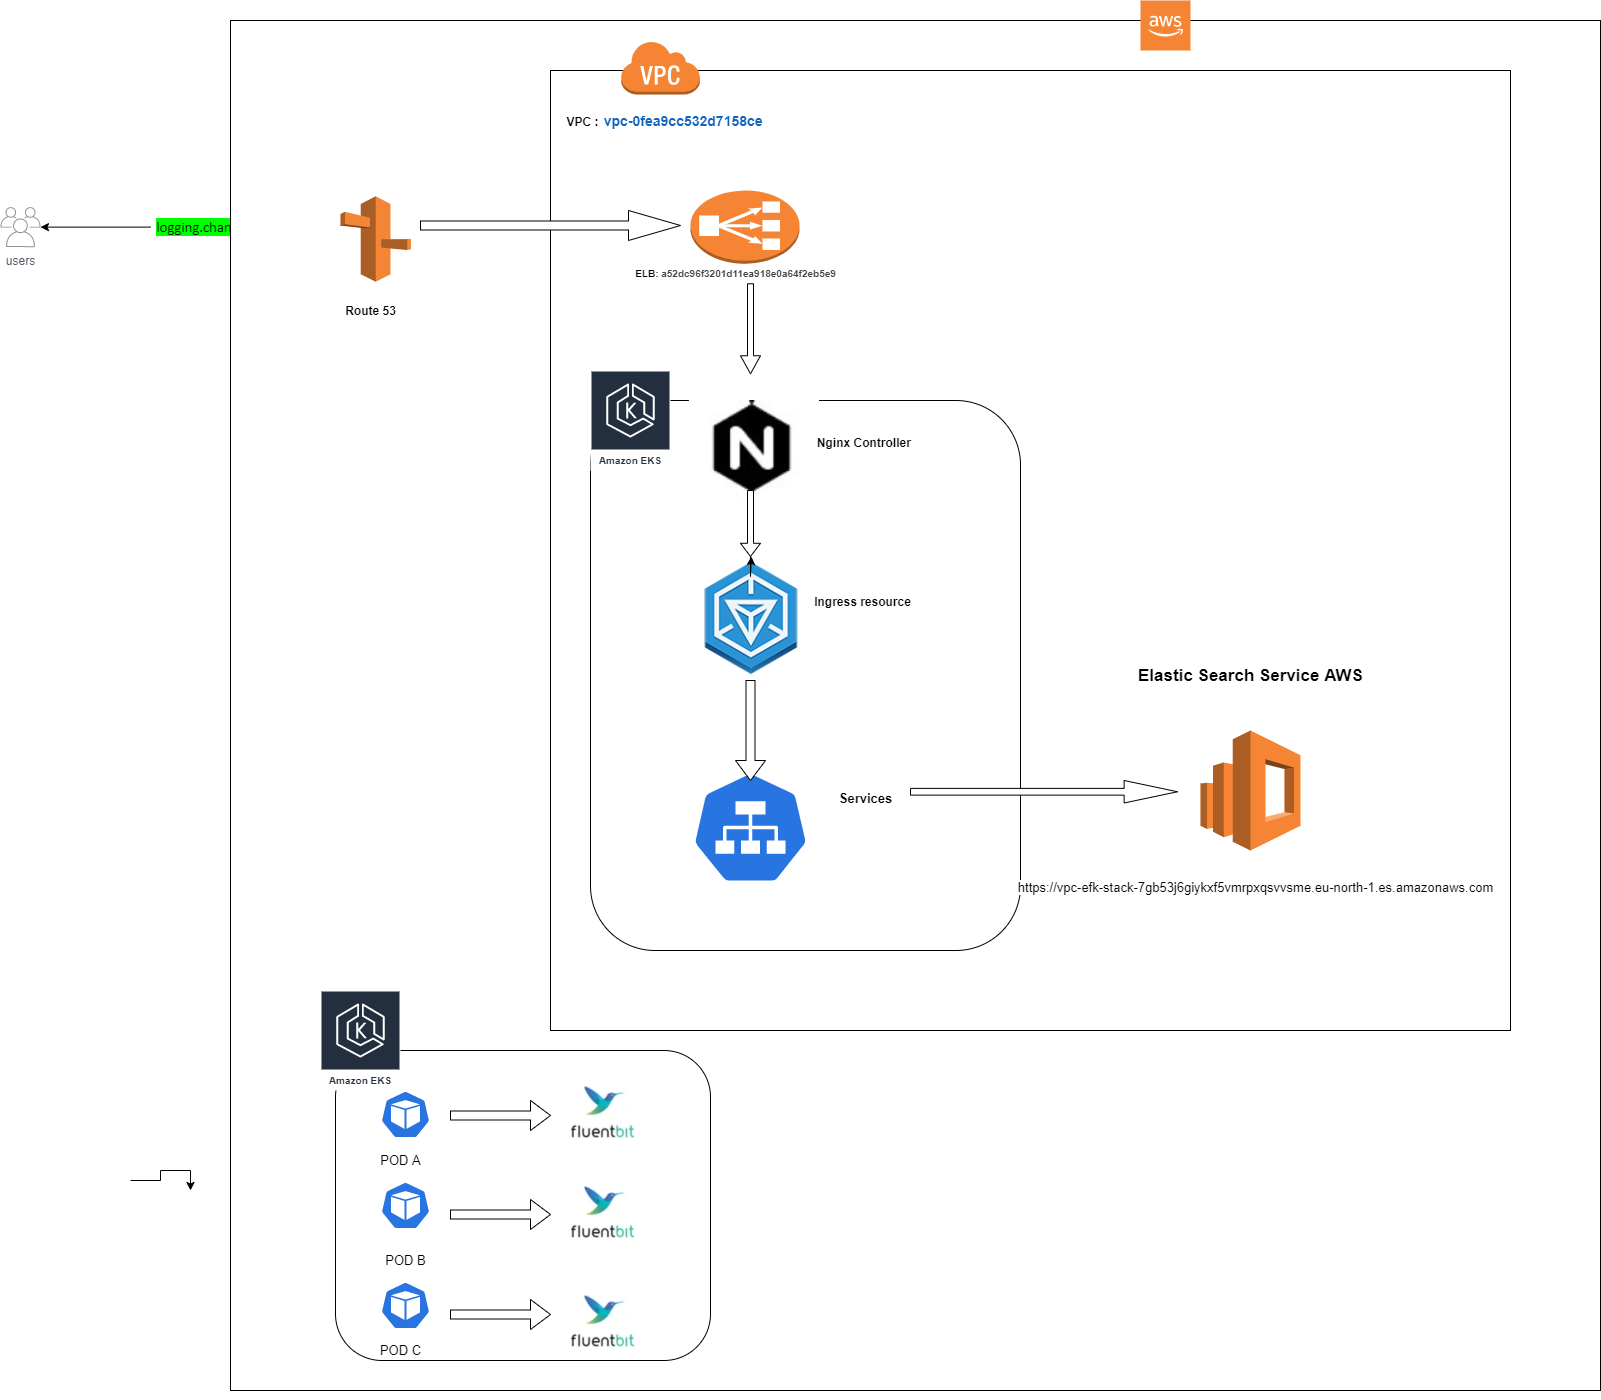 aws
VPC
VPC : vpc-0fea9cc532d7158ce
logging.chan
users
ELB: a52dc96f3201d11ea918e0a64f2eb5e9
Route 53
K
Amazon EKS
N
Nginx Controller
Ingress resource
Elastic Search Service AWS
Services
https://vpc-efk-stack-7gb53j6giykxf5vmrpxqsvvsme.eu-north-1.es.amazonaws.com
K
Amazon EKS
fluentbit
POD A
fluentbit
POD B
fluentbit
POD C